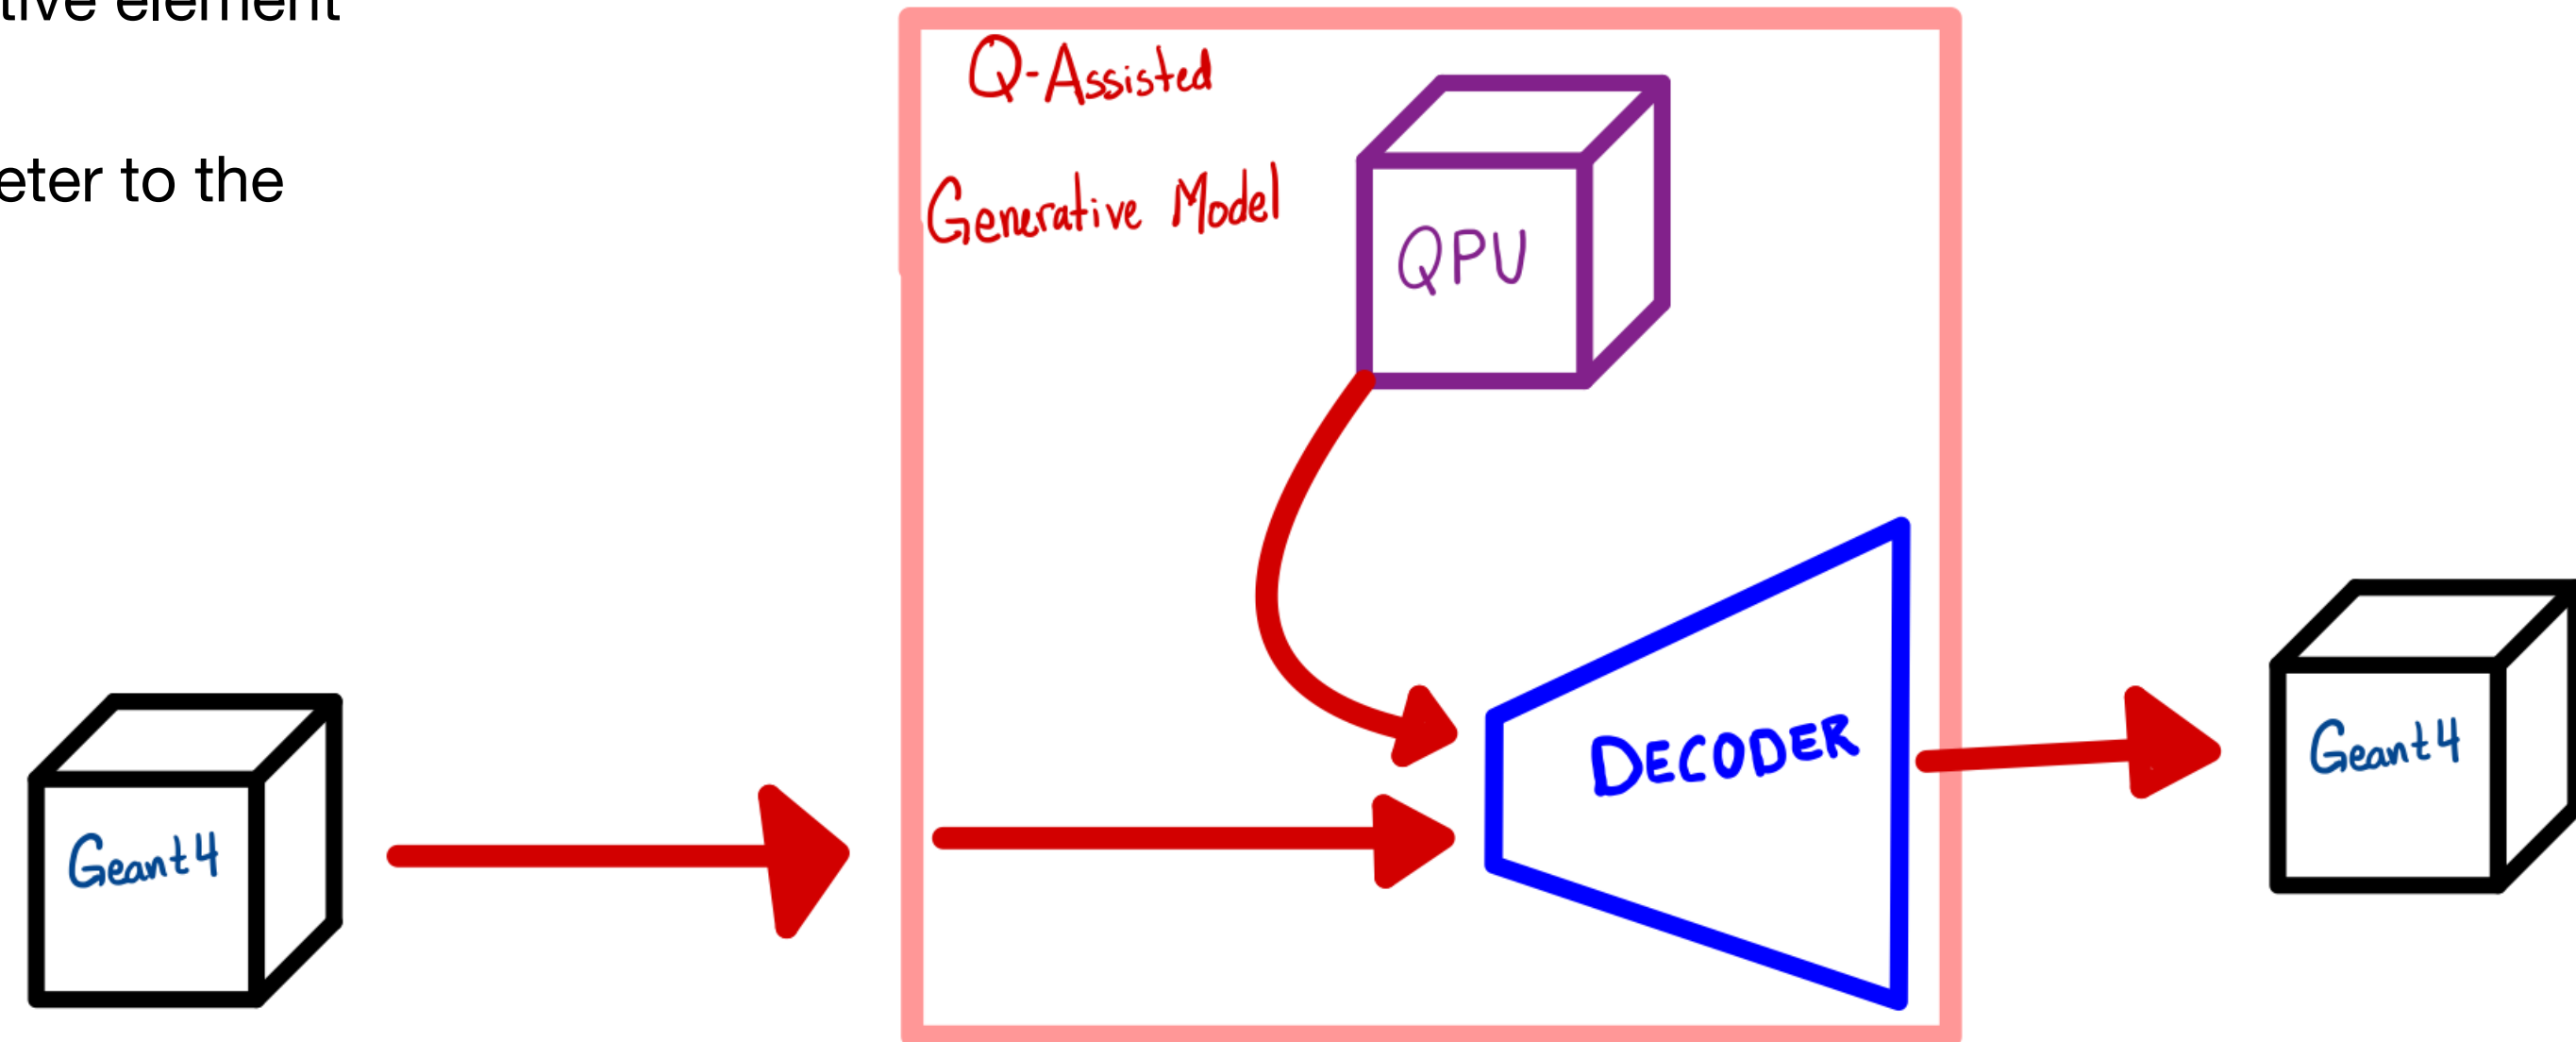 tive element
eter to the
Q-Assisted
Generative Model
QPU
DECODER
Geant4
Geant4